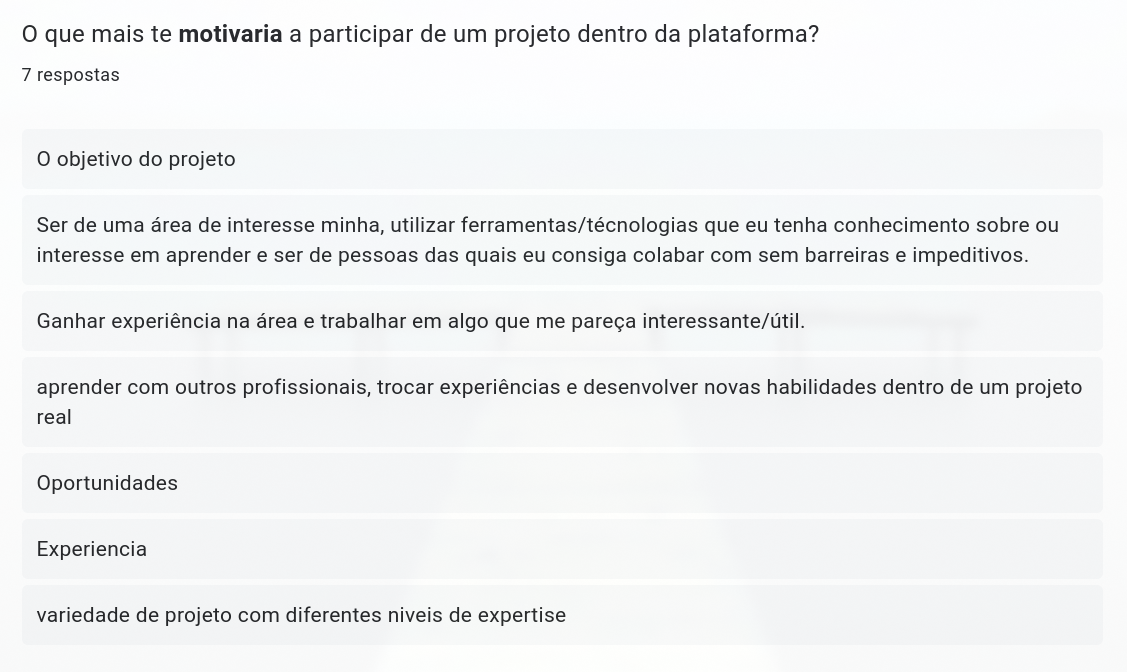 O que mais te motivaria a participar de um projeto dentro da plataforma?
7 respostas
O objetivo do projeto
Ser de uma área de interesse minha, utilizar ferramentas/técnologias que eu tenha conhecimento sobre ou
interesse em aprender e ser de pessoas das quais eu consiga colabar com sem barreiras e impeditivos.
Ganhar experiência na área e trabalhar em algo que me pareça interessante/útil.
aprender com outros profissionais, trocar experiências e desenvolver novas habilidades dentro de um projeto
real
Oportunidades
Experiencia
variedade de projeto com diferentes niveis de expertise